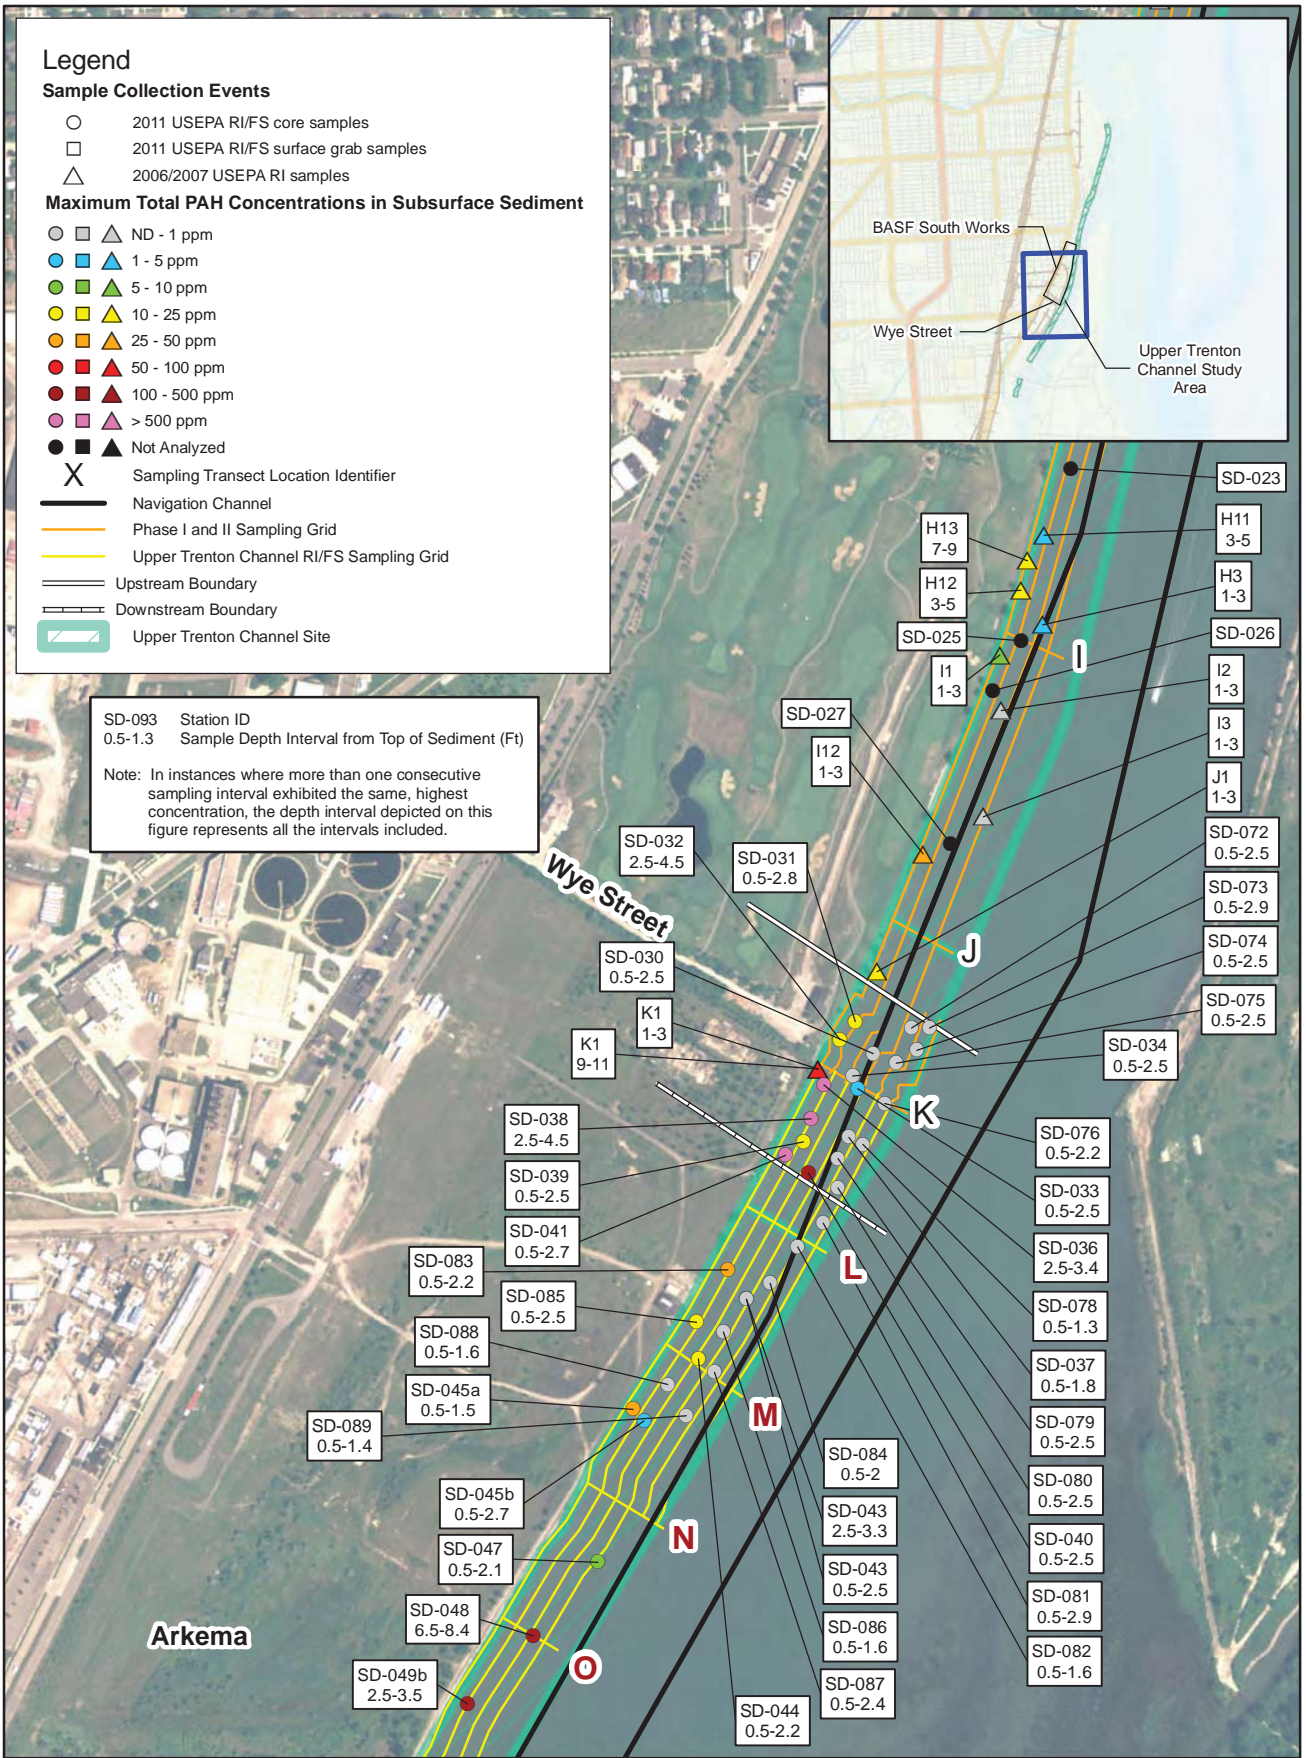 Legend
Sample Collection Events
2011 USEPA RI/FS core samples
2011 USEPA RI/FS surface grab samples
2006/2007 USEPA RI samples
Maximum Total PAH Concentrations in Subsurface Sediment
ND - 1 ppm
1 - 5 ppm
5 - 10 ppm
10 - 25 ppm
25 - 50 ppm
50 - 100 ppm
100 - 500 ppm
> 500 ppm
Not Analyzed
X Sampling Transect Location Identifier
Navigation Channel
Phase I and II Sampling Grid
Upper Trenton Channel RI/FS Sampling Grid
Upstream Boundary
Downstream Boundary
Upper Trenton Channel Site
SD-093 Station ID
0.5-1.3 Sample Depth Interval from Top of Sediment (Ft)
Note: In instances where more than one consecutive
sampling interval exhibited the same, highest
concentration, the depth interval depicted on this
figure represents all the intervals included.
BASF South Works
Wye Street
Upper Trenton
Channel Study
Area
SD-023
H13
7-9
H11
3-5
H12
3-5
H3
1-3
SD-025
SD-026
I
I1
1-3
I2
1-3
SD-027
I3
1-3
I12
1-3
J1
1-3
SD-032
2.5-4.5
SD-031
0.5-2.8
SD-072
0.5-2.5
Wye Street
SD-073
0.5-2.9
J
SD-074
0.5-2.5
SD-030
0.5-2.5
SD-075
0.5-2.5
K1
1-3
K1
9-11
SD-034
0.5-2.5
K
SD-038
2.5-4.5
SD-076
0.5-2.2
SD-039
0.5-2.5
SD-033
0.5-2.5
SD-041
0.5-2.7
SD-036
2.5-3.4
SD-083
0.5-2.2
L
SD-085
0.5-2.5
SD-078
0.5-1.3
SD-088
0.5-1.6
SD-037
0.5-1.8
SD-045a
0.5-1.5
M
SD-079
0.5-2.5
SD-089
0.5-1.4
SD-084
0.5-2
SD-080
0.5-2.5
SD-045b
0.5-2.7
SD-043
2.5-3.3
N
SD-040
0.5-2.5
SD-047
0.5-2.1
SD-043
0.5-2.5
SD-081
0.5-2.9
SD-048
6.5-8.4
SD-086
0.5-1.6
Arkema
SD-082
0.5-1.6
O
SD-049b
2.5-3.5
SD-087
0.5-2.4
SD-044
0.5-2.2